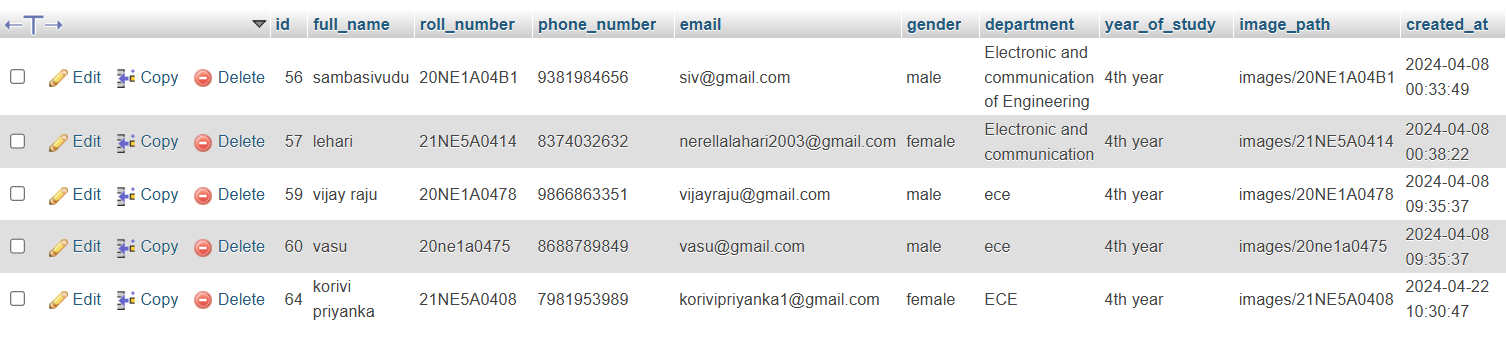 id full_name roll_number phone_number email gender department year_of_study image_path created_at
Edit Copy Delete 56 sambasivudu 20NE1A04B1 9381984656 siv@gmail.com male Electronic and communication of Engineering 4th year images/20NE1A04B1 2024-04-08 00:33:49
Edit Copy Delete 57 lehari 21NE5A0414 8374032632 nerellalahari2003@gmail.com female Electronic and communication 4th year images/21NE5A0414 2024-04-08 00:38:22
Edit Copy Delete 59 vijay raju 20NE1A0478 9866863351 vijayraju@gmail.com male ece 4th year images/20NE1A0478 2024-04-08 09:35:37
Edit Copy Delete 60 vasu 20ne1a0475 8688789849 vasu@gmail.com male ece 4th year images/20ne1a0475 2024-04-08 09:35:37
Edit Copy Delete 64 korivi priyanka 21NE5A0408 7981953989 korivipriyanka1@gmail.com female ECE 4th year images/21NE5A0408 2024-04-22 10:30:47